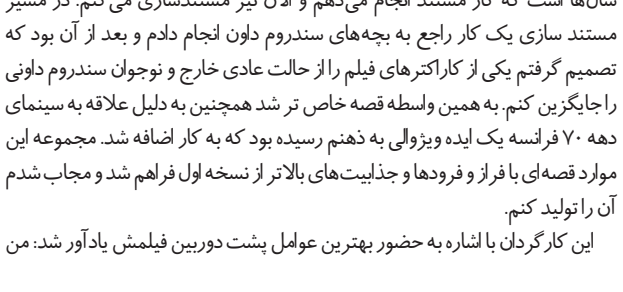 سال‌ها است که کار مستند انجام می‌دهم و الان نیز مستندسازی می‌کنم. در مسیر
مستند سازی یک کار راجع به بچه‌های سندروم داون انجام دادم و بعد از آن بود که
تصمیم گرفتم یکی از کاراکترهای فیلم را از حالت عادی خارج و نوجوان سندروم داونی
را جایگزین کنم. به همین واسطه قصه خاص تر شد همچنین به دلیل علاقه به سینمای
دهه ۷۰ فرانسه یک ایده ویژوالی به ذهنم رسیده بود که به کار اضافه شد. مجموعه این
موارد قصه‌ای با فراز و فرودها و جذابیت‌های بالاتر از نسخه اول فراهم شد و مجاب شدم
آن را تولید کنم.
این کارگردان با اشاره به حضور بهترین عوامل پشت دوربین فیلمش یادآور شد: من